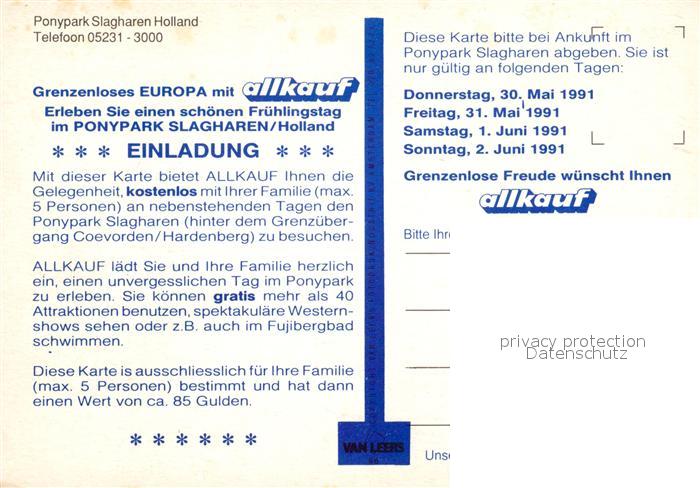 Ponypark Slagharen Holland
Telefoon 05231 - 3000
Grenzenloses EUROPA mit allkauf
Erleben Sie einen schönen Frühlingstag
im PONYPARK SLAGHAREN/Holland
*** EINLADUNG ***
Mit dieser Karte bietet ALLKAUF Ihnen die
Gelegenheit, kostenlos mit Ihrer Familie (max.
5 Personen) an nebenstehenden Tagen den
Ponypark Slagharen (hinter dem Grenzüber-
gang Coevorden/Hardenberg) zu besuchen.
ALLKAUF lädt Sie und Ihre Familie herzlich
ein, einen unvergesslichen Tag im Ponypark
zu erleben. Sie können gratis mehr als 40
Attraktionen benutzen, spektakuläre Western-
shows sehen oder z.B. auch im Fujibergbad
schwimmen.
Diese Karte is ausschliesslich für Ihre Familie
(max. 5 Personen) bestimmt und hat dann
einen Wert von ca. 85 Gulden.
******
VAN LEERS
Diese Karte bitte bei Ankunft im
Ponypark Slagharen abgeben. Sie ist
nur gültig an folgenden Tagen:
Donnerstag, 30. Mai 1991
Freitag, 31. Mai 1991
Samstag, 1. Juni 1991
Sonntag, 2. Juni 1991
Grenzenlose Freude wünscht Ihnen
allkauf
Bitte Ihr
privacy protection
Datenschutz
Uns